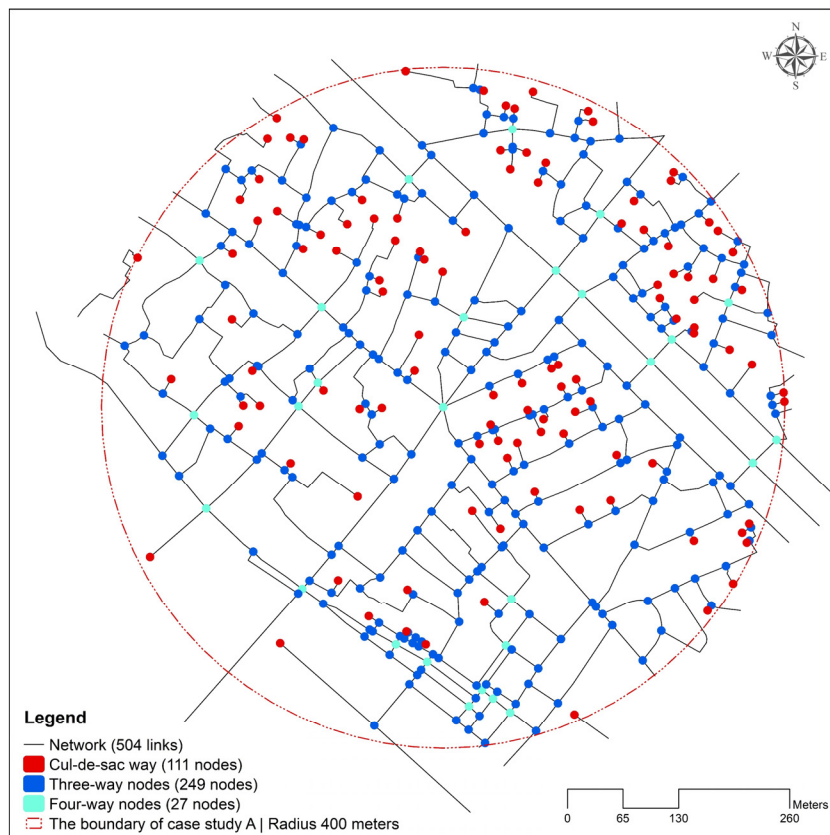 N
W E
S
Legend
Network (504 links)
Cul-de-sac way (111 nodes)
Three-way nodes (249 nodes)
Four-way nodes (27 nodes)
The boundary of case study A | Radius 400 meters
Meters
0 65 130 260